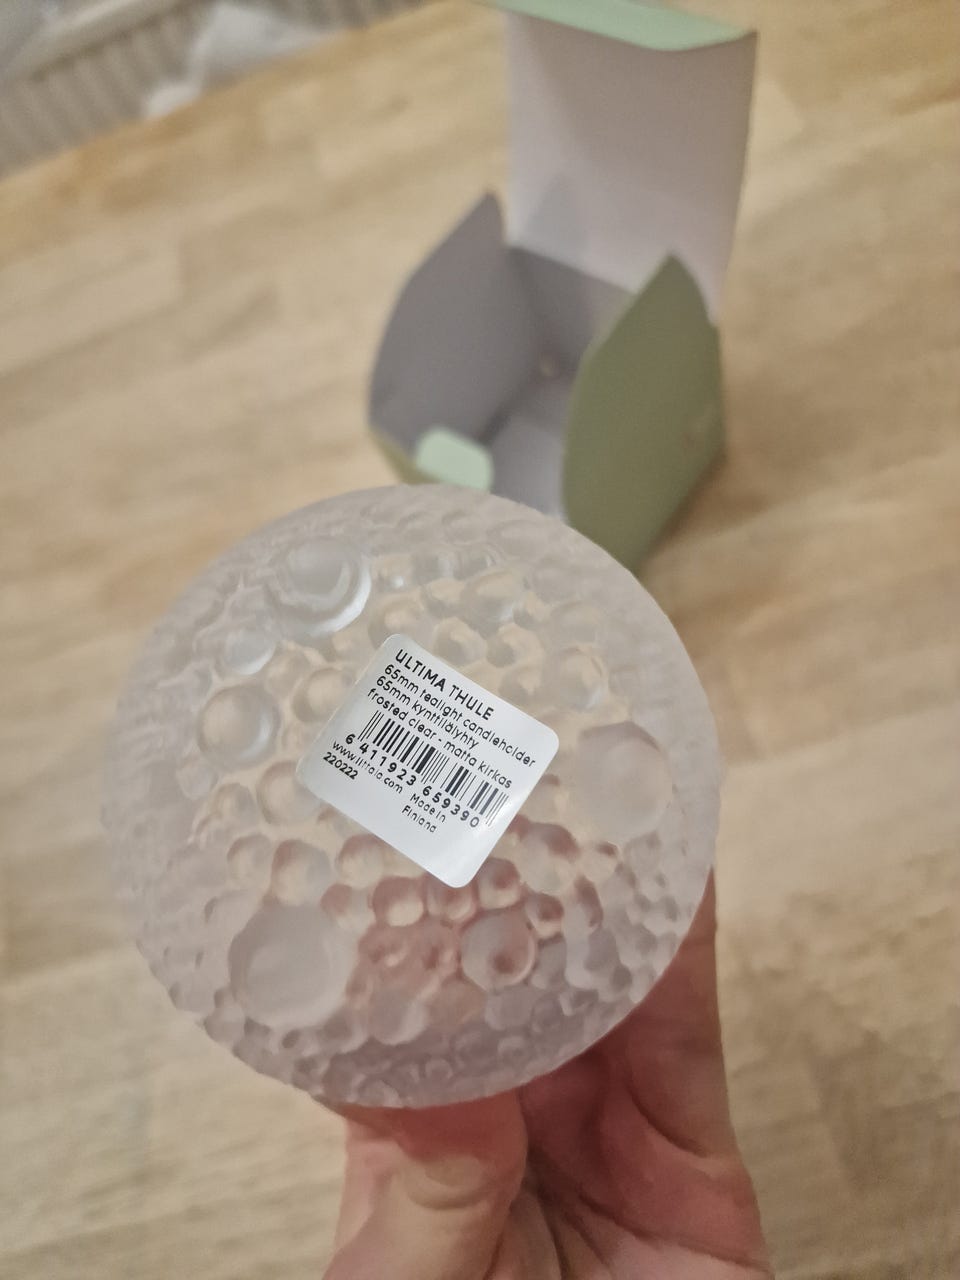 ULTIMA THULE
65mm tealight candleholder
65mm kynttilälyhty
frosted clear - matta kirkas
6 411923 659390
www.iittala.com Made in
220222 Finland